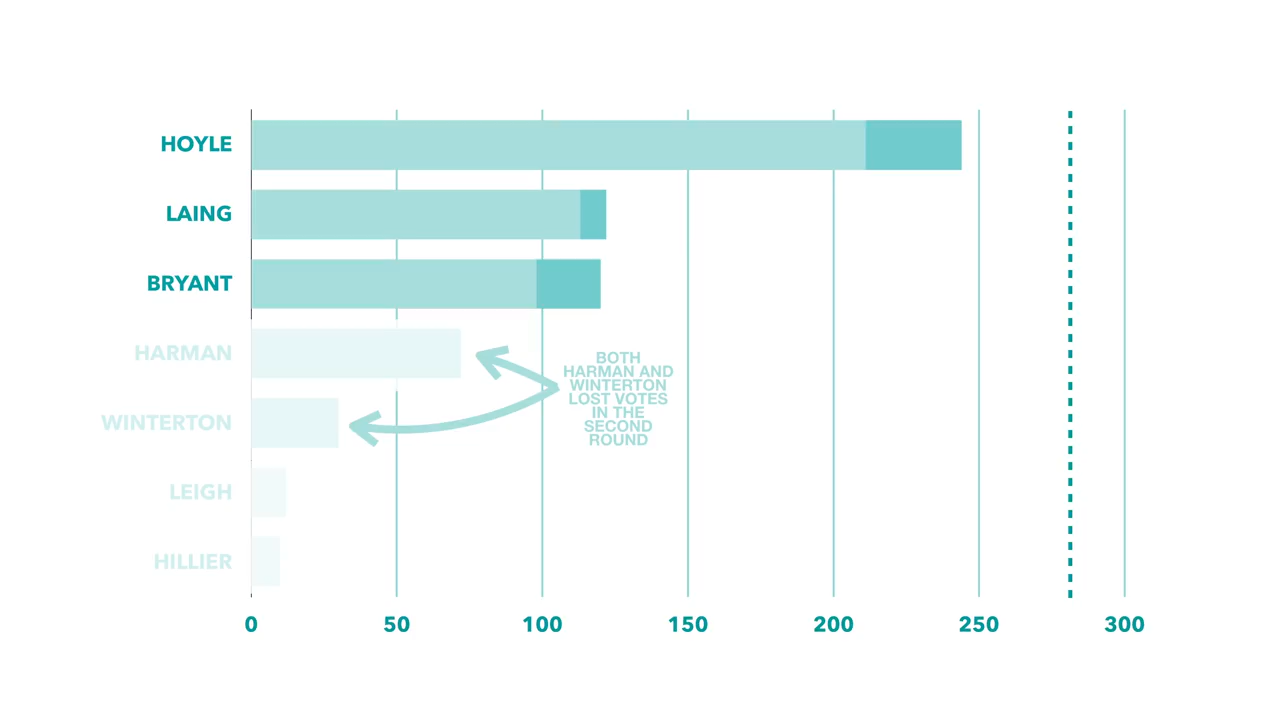 HOYLE
LAING
BRYANT
HARMAN
WINTERTON
LEIGH
HILLIER
BOTH
HARMAN AND
WINTERTON
LOST VOTES
IN THE
SECOND
ROUND
0 50 100 150 200 250 300